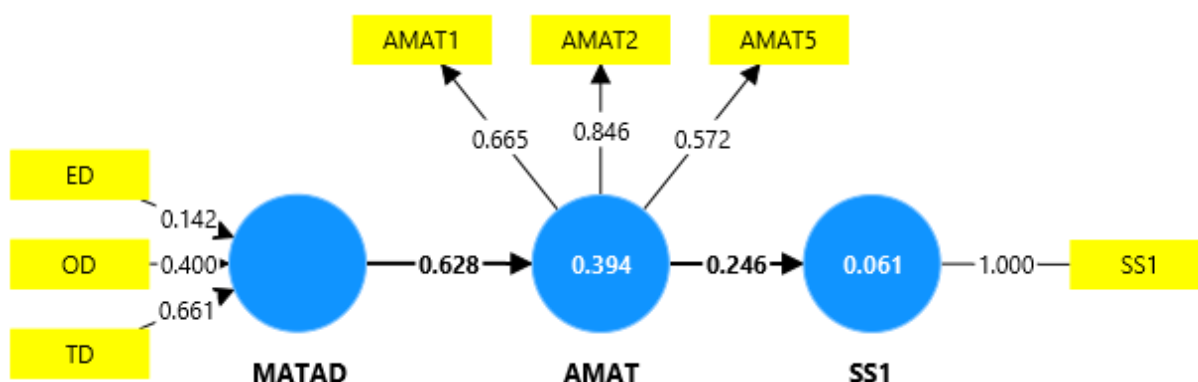 AMAT1
AMAT2
AMAT5
0.665
0.846
0.572
ED
0.142
OD
0.400
0.628
0.394
0.246
0.061
1.000
SS1
0.661
TD
MATAD
AMAT
SS1